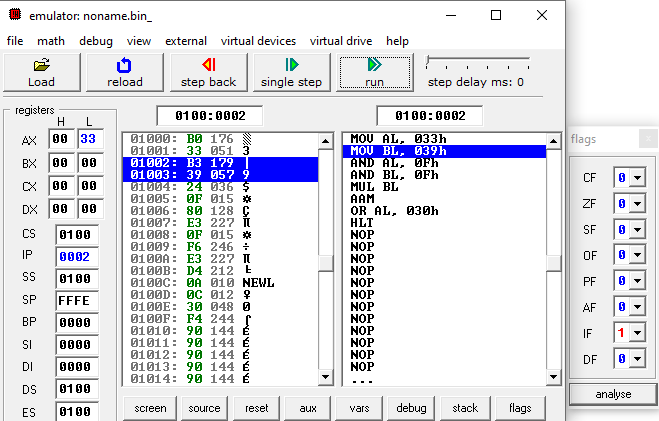 emulator: noname.bin_
file math debug view external virtual devices virtual drive help
Load reload step back single step run step delay ms: 0
registers
H L
AX 00 33
BX 00 00
CX 00 00
DX 00 00
CS 0100
IP 0002
SS 0100
SP FFFE
BP 0000
SI 0000
DI 0000
DS 0100
ES 0100
0100:0002
01000: B0 176 ▒
01001: 33 051 3
01002: B3 179 │
01003: 39 057 9
01004: 24 036 $
01005: 0F 015 ☼
01006: 80 128 Ç
01007: E3 227 π
01008: 0F 015 ☼
01009: F6 246 ÷
0100A: E3 227 π
0100B: D4 212 ╘
0100C: 0A 010 NEWL
0100D: 0C 012 ♀
0100E: 30 048 0
0100F: F4 244 ⌠
01010: 90 144 É
01011: 90 144 É
01012: 90 144 É
01013: 90 144 É
01014: 90 144 É
0100:0002
MOV AL, 033h
MOV BL, 039h
AND AL, 0Fh
AND BL, 0Fh
MUL BL
AAM
OR AL, 030h
HLT
NOP
NOP
NOP
NOP
NOP
NOP
NOP
NOP
NOP
NOP
NOP
NOP
...
screen source reset aux vars debug stack flags
flags
CF 0
ZF 0
SF 0
OF 0
PF 0
AF 0
IF 1
DF 0
analyse